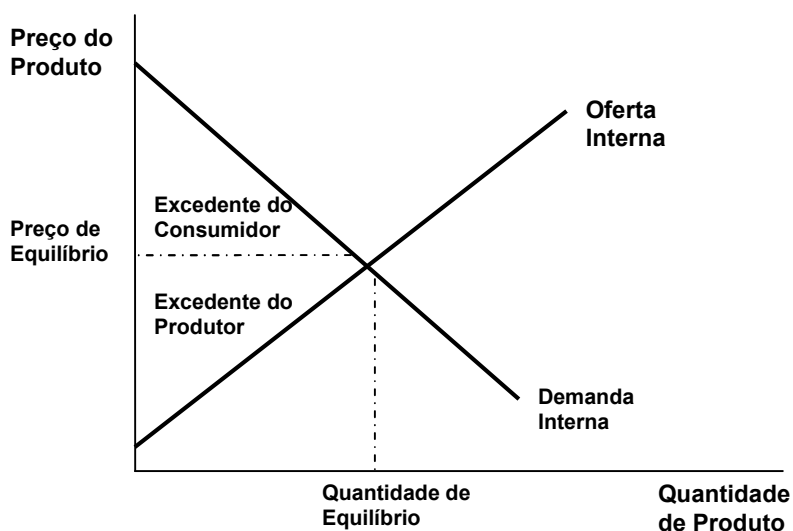 Preço do
Produto
Oferta
Interna
Excedente do
Consumidor
Preço de
Equilíbrio
Excedente do
Produtor
Demanda
Interna
Quantidade de
Equilíbrio
Quantidade
de Produto